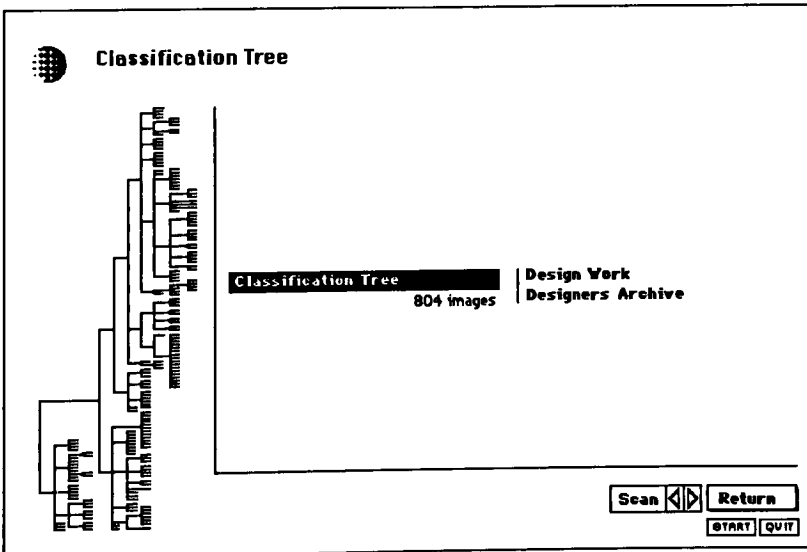 Classification Tree
Classification Tree
804 images
Design Work
Designers Archive
Scan
Return
START
QUIT